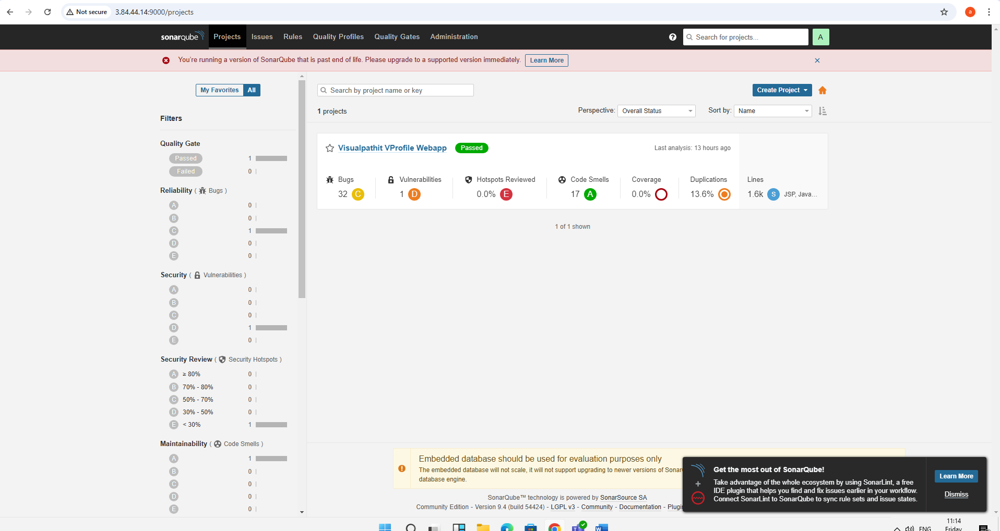 Not secure 3.84.44.14:9000/projects a
sonarqube Projects Issues Rules Quality Profiles Quality Gates Administration Search for projects... A
You're running a version of SonarQube that is past end of life. Please upgrade to a supported version immediately. Learn More
My Favorites All
Search by project name or key
Create Project
1 projects
Perspective: Overall Status
Sort by: Name
Filters
Quality Gate
Passed 1
Failed 0
Reliability ( Bugs )
A 0
B 0
C 1
D 0
E 0
Security ( Vulnerabilities )
A 0
B 0
C 0
D 1
E 0
Security Review ( Security Hotspots )
A ≥ 80% 0
B 70% - 80% 0
C 50% - 70% 0
D 30% - 50% 0
E < 30% 1
Maintainability ( Code Smells )
A 1
B 0
C 0
D 0
E 0
Visualpathit VProfile Webapp Passed Last analysis: 13 hours ago
Bugs Vulnerabilities Hotspots Reviewed Code Smells Coverage Duplications Lines
32 C 1 D 0.0% E 17 A 0.0% 13.6% 1.6k S JSP, Java...
1 of 1 shown
Embedded database should be used for evaluation purposes only
The embedded database will not scale, it will not support upgrading to newer versions of Sonar
database engine.
SonarQube™ technology is powered by SonarSource SA
Community Edition - Version 9.4 (build 54424) - LGPL v3 - Community - Documentation - Plugi
Get the most out of SonarQube!
Take advantage of the whole ecosystem by using SonarLint, a free
IDE plugin that helps you find and fix issues earlier in your workflow.
Connect SonarLint to SonarQube to sync rule sets and issue states.
Learn More
Dismiss
ENG
11:14
Friday